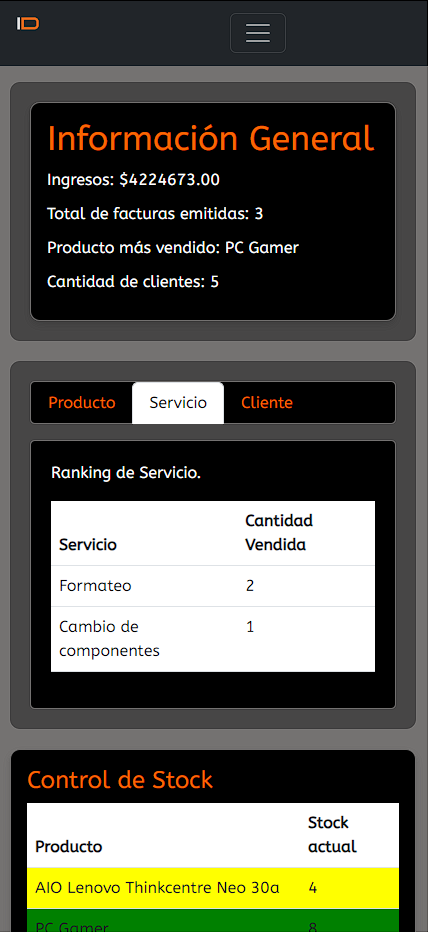 ID
Información General
Ingresos: $4224673.00
Total de facturas emitidas: 3
Producto más vendido: PC Gamer
Cantidad de clientes: 5
Producto Servicio Cliente
Ranking de Servicio.
Servicio Cantidad
Vendida
Formateo 2
Cambio de 1
componentes
Control de Stock
Producto Stock
actual
AIO Lenovo Thinkcentre Neo 30a 4
PC Gamer 8